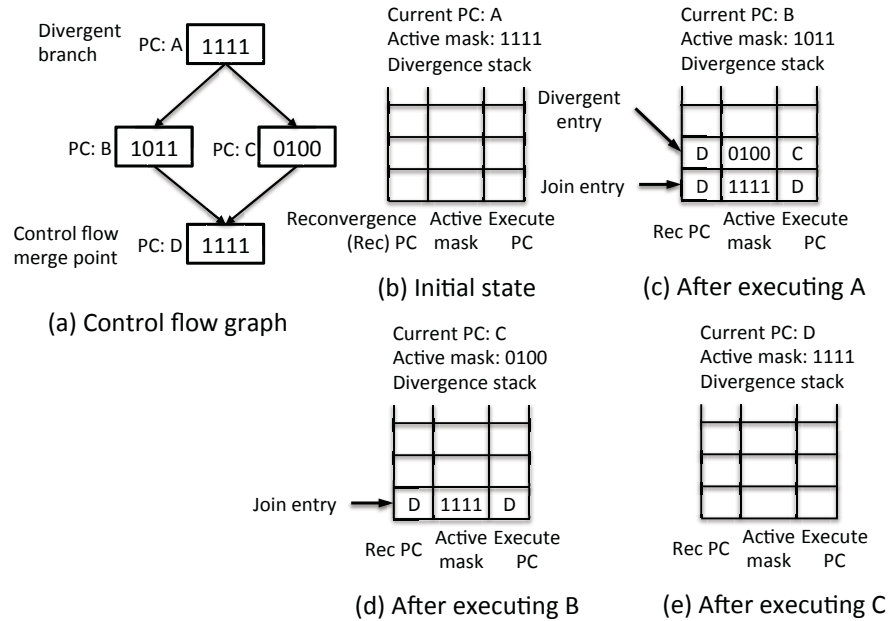 Divergent
branch
PC: A
1111
PC: B
1011
PC: C
0100
Control flow
merge point
PC: D
1111
(a) Control flow graph
Current PC: A
Active mask: 1111
Divergence stack
Reconvergence
(Rec) PC
Active
mask
Execute
PC
(b) Initial state
Current PC: B
Active mask: 1011
Divergence stack
Divergent
entry
D 0100 C
Join entry
D 1111 D
Rec PC
Active
mask
Execute
PC
(c) After executing A
Current PC: C
Active mask: 0100
Divergence stack
Join entry
D 1111 D
Rec PC
Active
mask
Execute
PC
(d) After executing B
Current PC: D
Active mask: 1111
Divergence stack
Rec PC
Active
mask
Execute
PC
(e) After executing C